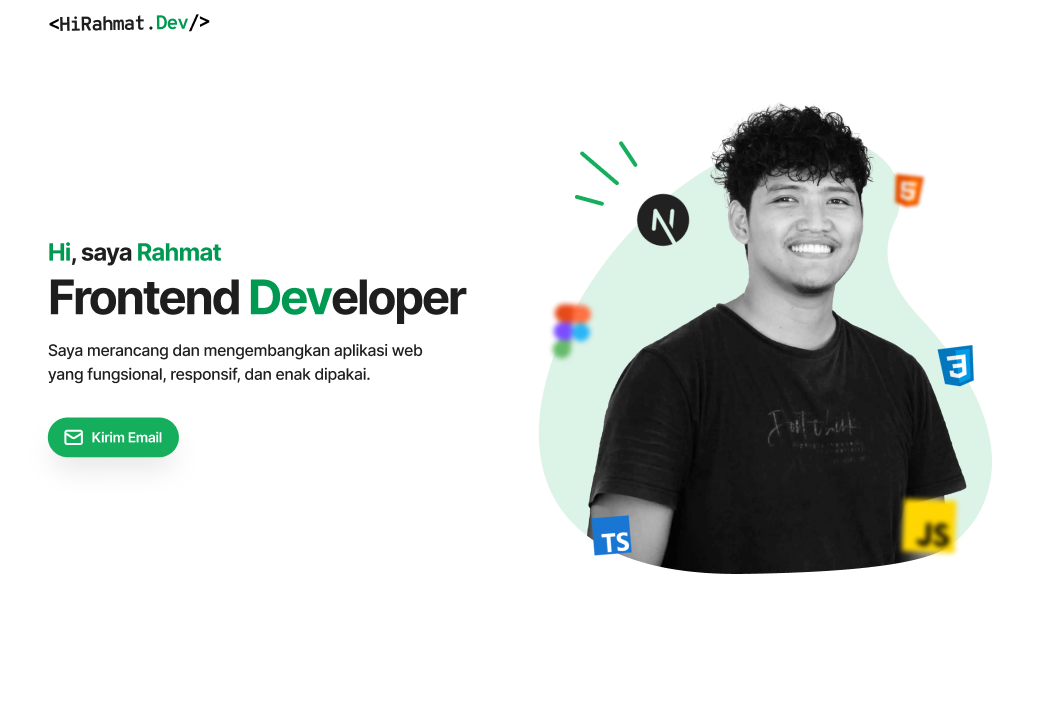 <HiRahmat.Dev/>
Hi, saya Rahmat
Frontend Developer
Saya merancang dan mengembangkan aplikasi web
yang fungsional, responsif, dan enak dipakai.
Kirim Email
N
5
3
TS
JS